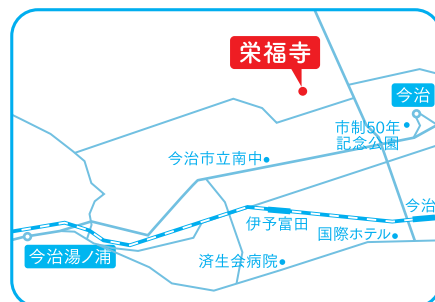 栄福寺
今治
市制50年
記念公園
今治市立南中
今治
伊予富田
国際ホテル
今治湯ノ浦
済生会病院